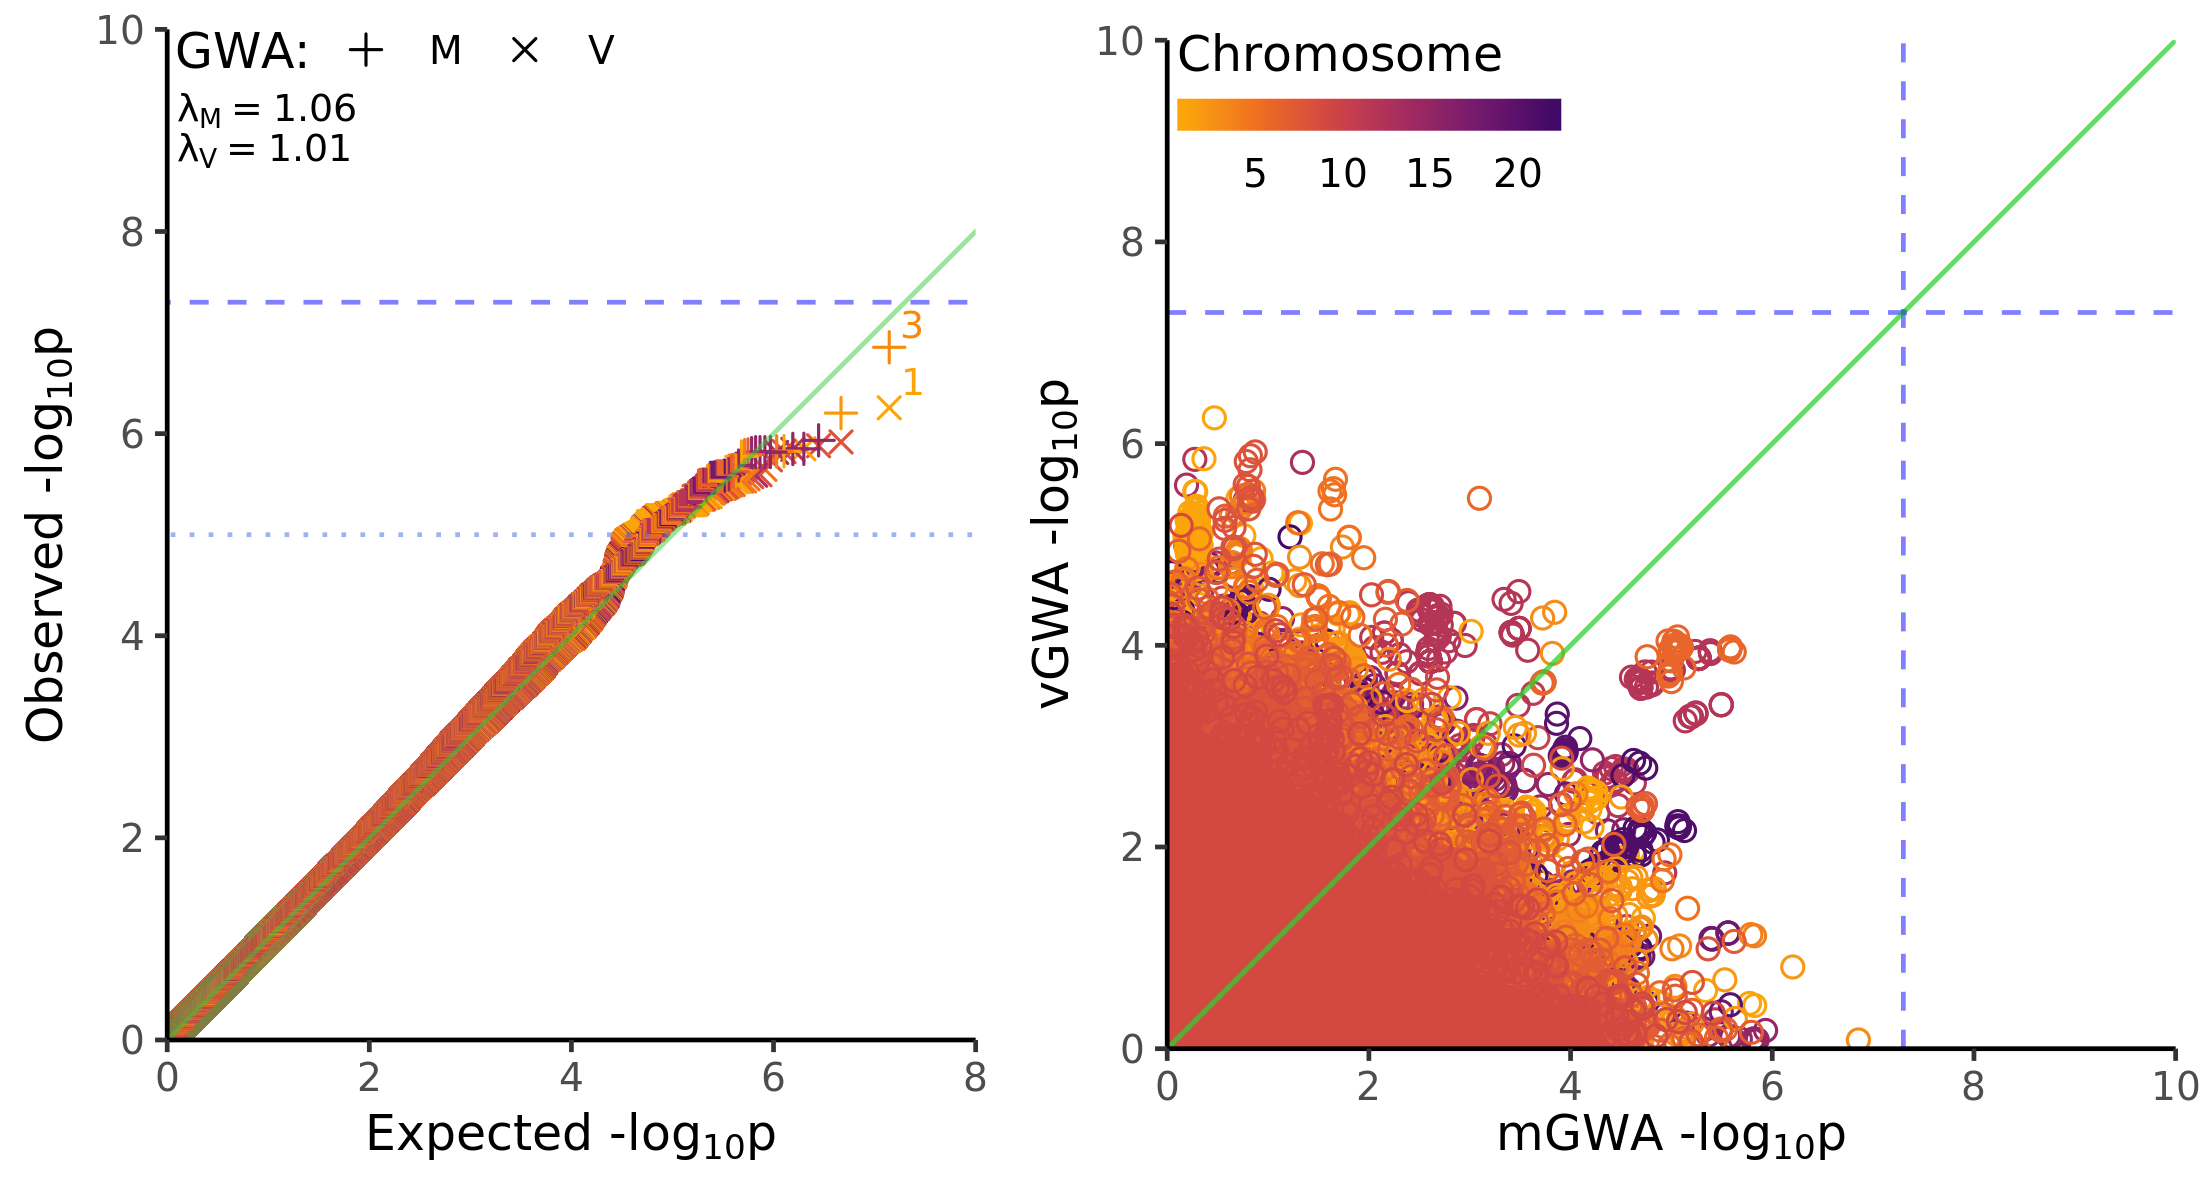 GWA: + M × V
λM = 1.06
λV = 1.01
10
8
6
4
2
0
0 2 4 6 8
3
1
Observed -log10p
Expected -log10p
Chromosome
5 10 15 20
10
8
6
4
2
0
0 2 4 6 8 10
vGWA -log10p
mGWA -log10p